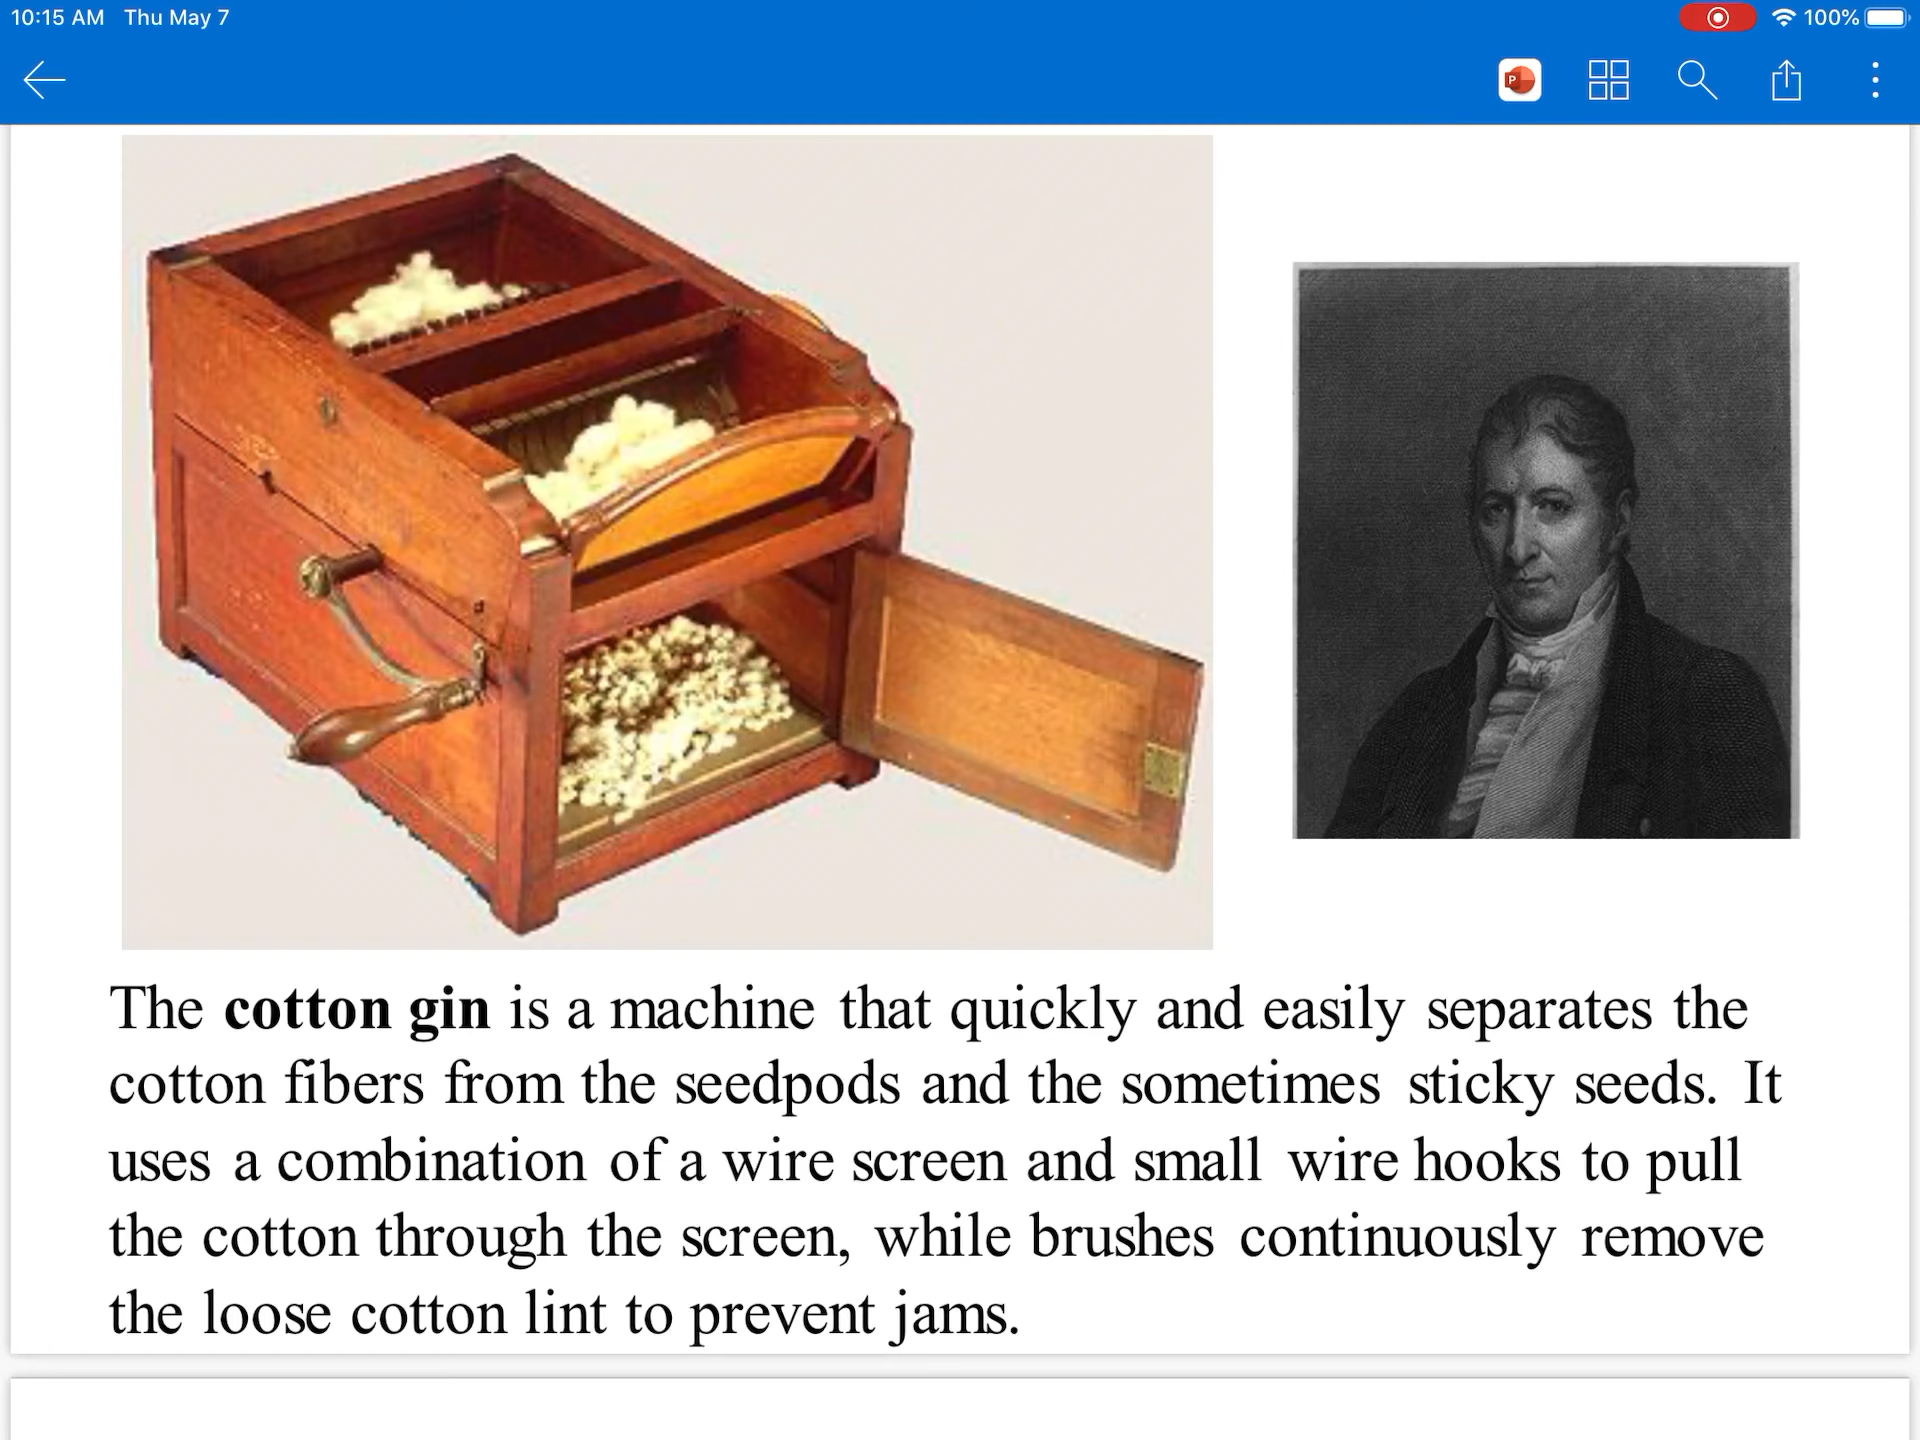 10:15 AM Thu May 7
100%
P
The cotton gin is a machine that quickly and easily separates the
cotton fibers from the seedpods and the sometimes sticky seeds. It
uses a combination of a wire screen and small wire hooks to pull
the cotton through the screen, while brushes continuously remove
the loose cotton lint to prevent jams.